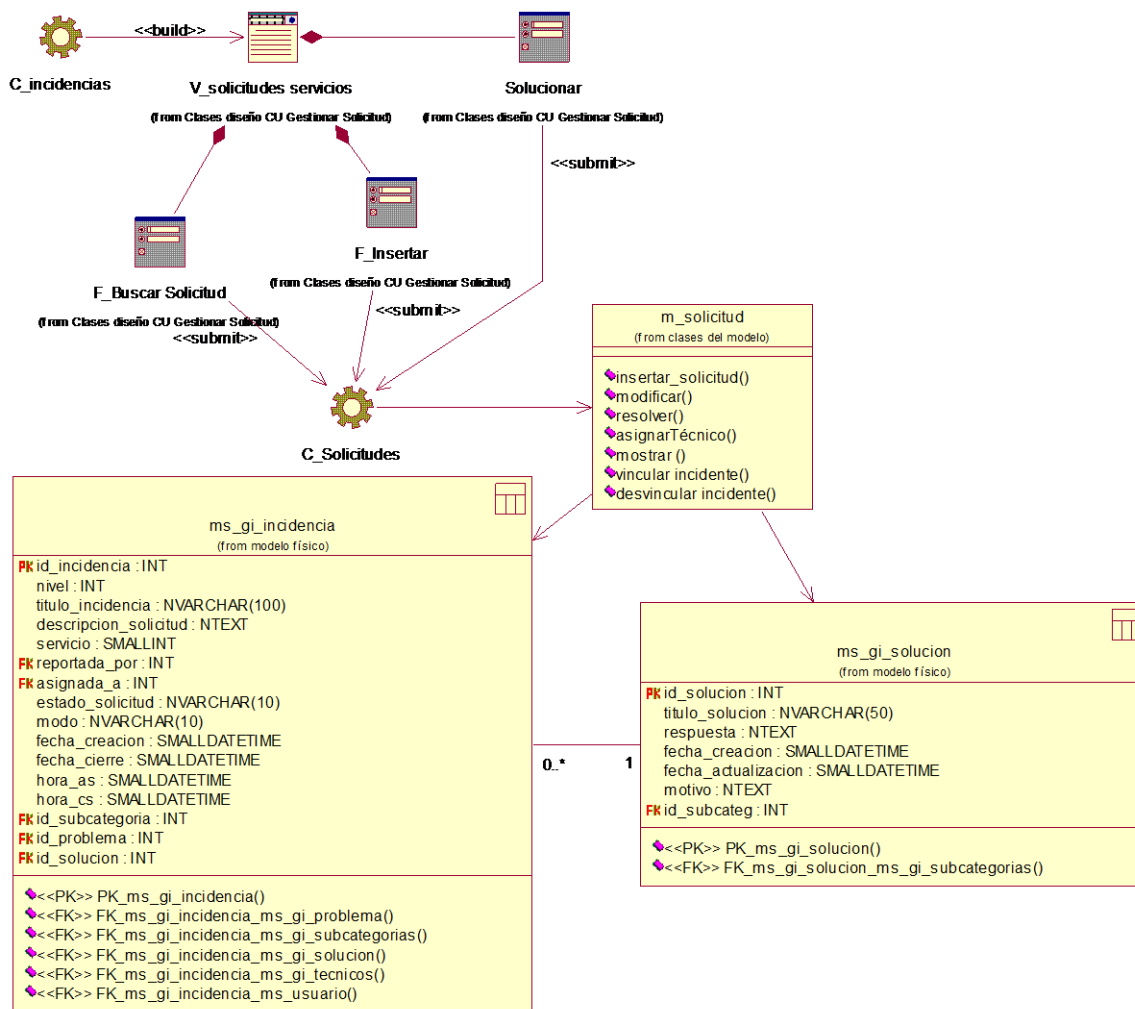 <<build>>
C_incidencias
V_solicitudes servicios
(from Clases diseño CU Gestionar Solicitud)
Solucionar
(from Clases diseño CU Gestionar Solicitud)
<<submit>>
F_Insertar
(from Clases diseño CU Gestionar Solicitud)
<<submit>>
F_Buscar Solicitud
(from Clases diseño CU Gestionar Solicitud)
<<submit>>
C_Solicitudes
m_solicitud
(from clases del modelo)
insertar_solicitud()
modificar()
resolver()
asignarTécnico()
mostrar ()
vincular incidente()
desvincular incidente()
ms_gi_incidencia
(from modelo físico)
PK id_incidencia : INT
nivel : INT
titulo_incidencia : NVARCHAR(100)
descripcion_solicitud : NTEXT
servicio : SMALLINT
FK reportada_por : INT
FK asignada_a : INT
estado_solicitud : NVARCHAR(10)
modo : NVARCHAR(10)
fecha_creacion : SMALLDATETIME
fecha_cierre : SMALLDATETIME
hora_as : SMALLDATETIME
hora_cs : SMALLDATETIME
FK id_subcategoria : INT
FK id_problema : INT
FK id_solucion : INT
<<PK>> PK_ms_gi_incidencia()
<<FK>> FK_ms_gi_incidencia_ms_gi_problema()
<<FK>> FK_ms_gi_incidencia_ms_gi_subcategorias()
<<FK>> FK_ms_gi_incidencia_ms_gi_solucion()
<<FK>> FK_ms_gi_incidencia_ms_gi_tecnicos()
<<FK>> FK_ms_gi_incidencia_ms_usuario()
0..*
1
ms_gi_solucion
(from modelo físico)
PK id_solucion : INT
titulo_solucion : NVARCHAR(50)
respuesta : NTEXT
fecha_creacion : SMALLDATETIME
fecha_actualizacion : SMALLDATETIME
motivo : NTEXT
FK id_subcateg : INT
<<PK>> PK_ms_gi_solucion()
<<FK>> FK_ms_gi_solucion_ms_gi_subcategorías()